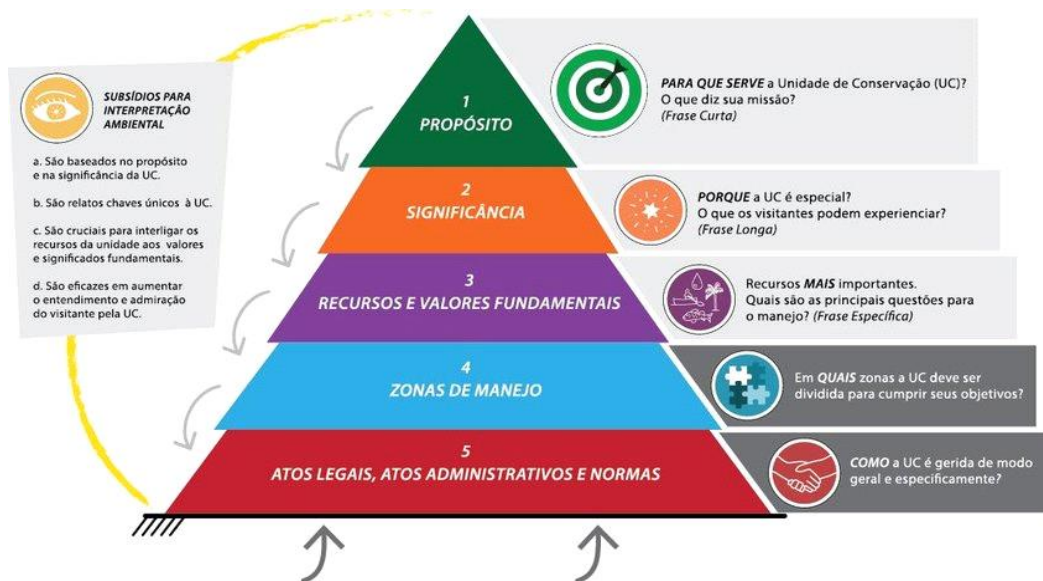 SUBSÍDIOS PARA
INTERPRETAÇÃO
AMBIENTAL
a. São baseados no propósito
e na significância da UC.
b. São relatos chaves únicos à UC.
c. São cruciais para interligar os
recursos da unidade aos valores
e significados fundamentais.
d. São eficazes em aumentar
o entendimento e admiração
do visitante pela UC.
1
PROPÓSITO
PARA QUE SERVE a Unidade de Conservação (UC)?
O que diz sua missão?
(Frase Curta)
2
SIGNIFICÂNCIA
PORQUE a UC é especial?
O que os visitantes podem experienciar?
(Frase Longa)
3
RECURSOS E VALORES FUNDAMENTAIS
Recursos MAIS importantes.
Quais são as principais questões para
o manejo? (Frase Específica)
4
ZONAS DE MANEJO
Em QUAIS zonas a UC deve ser
dividida para cumprir seus objetivos?
5
ATOS LEGAIS, ATOS ADMINISTRATIVOS E NORMAS
COMO a UC é gerida de modo
geral e especificamente?